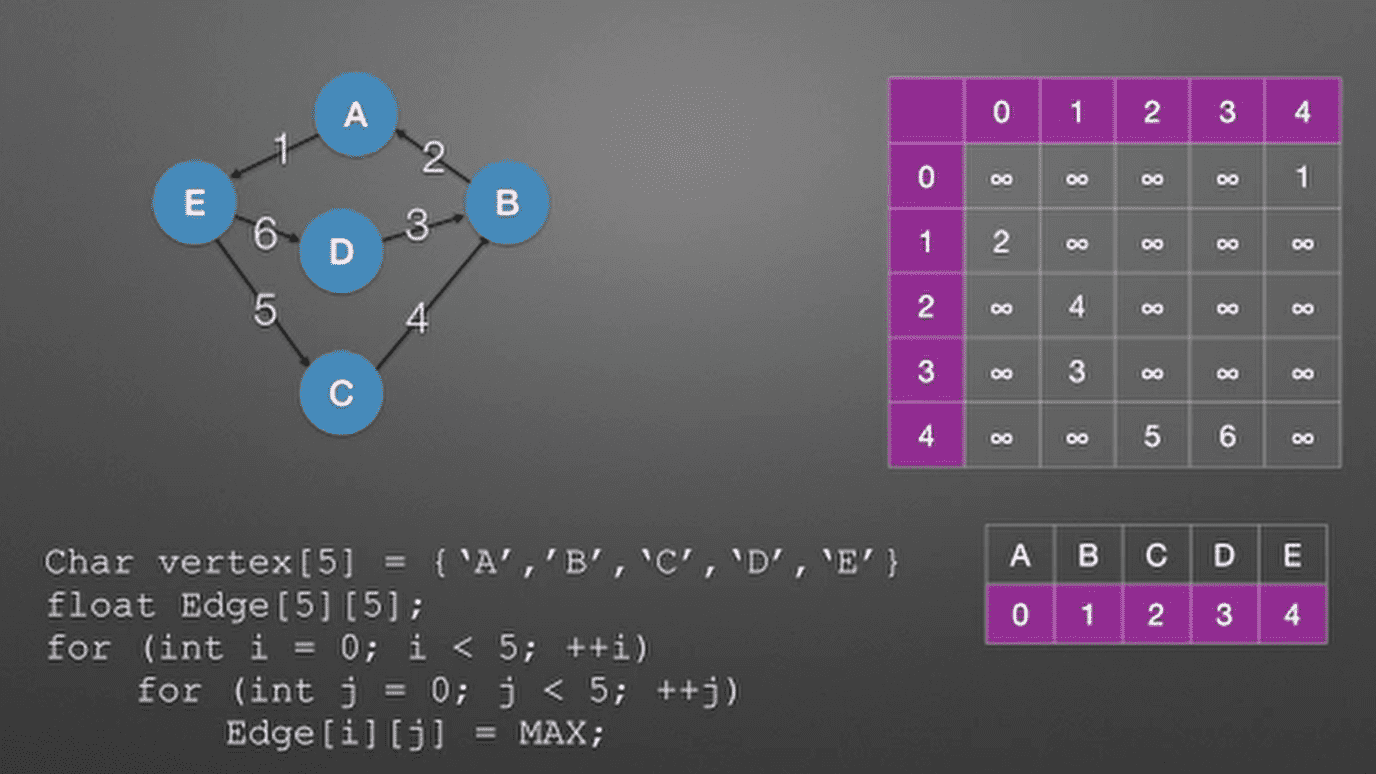 A
1
2
E
B
6
D
3
5
4
C
0 1 2 3 4
0 ∞ ∞ ∞ ∞ 1
1 2 ∞ ∞ ∞ ∞
2 ∞ 4 ∞ ∞ ∞
3 ∞ 3 ∞ ∞ ∞
4 ∞ ∞ 5 6 ∞
Char vertex[5] = {‘A’,’B’,‘C’,‘D’,‘E’}
float Edge[5][5];
for (int i = 0; i < 5; ++i)
for (int j = 0; j < 5; ++j)
Edge[i][j] = MAX;
A B C D E
0 1 2 3 4